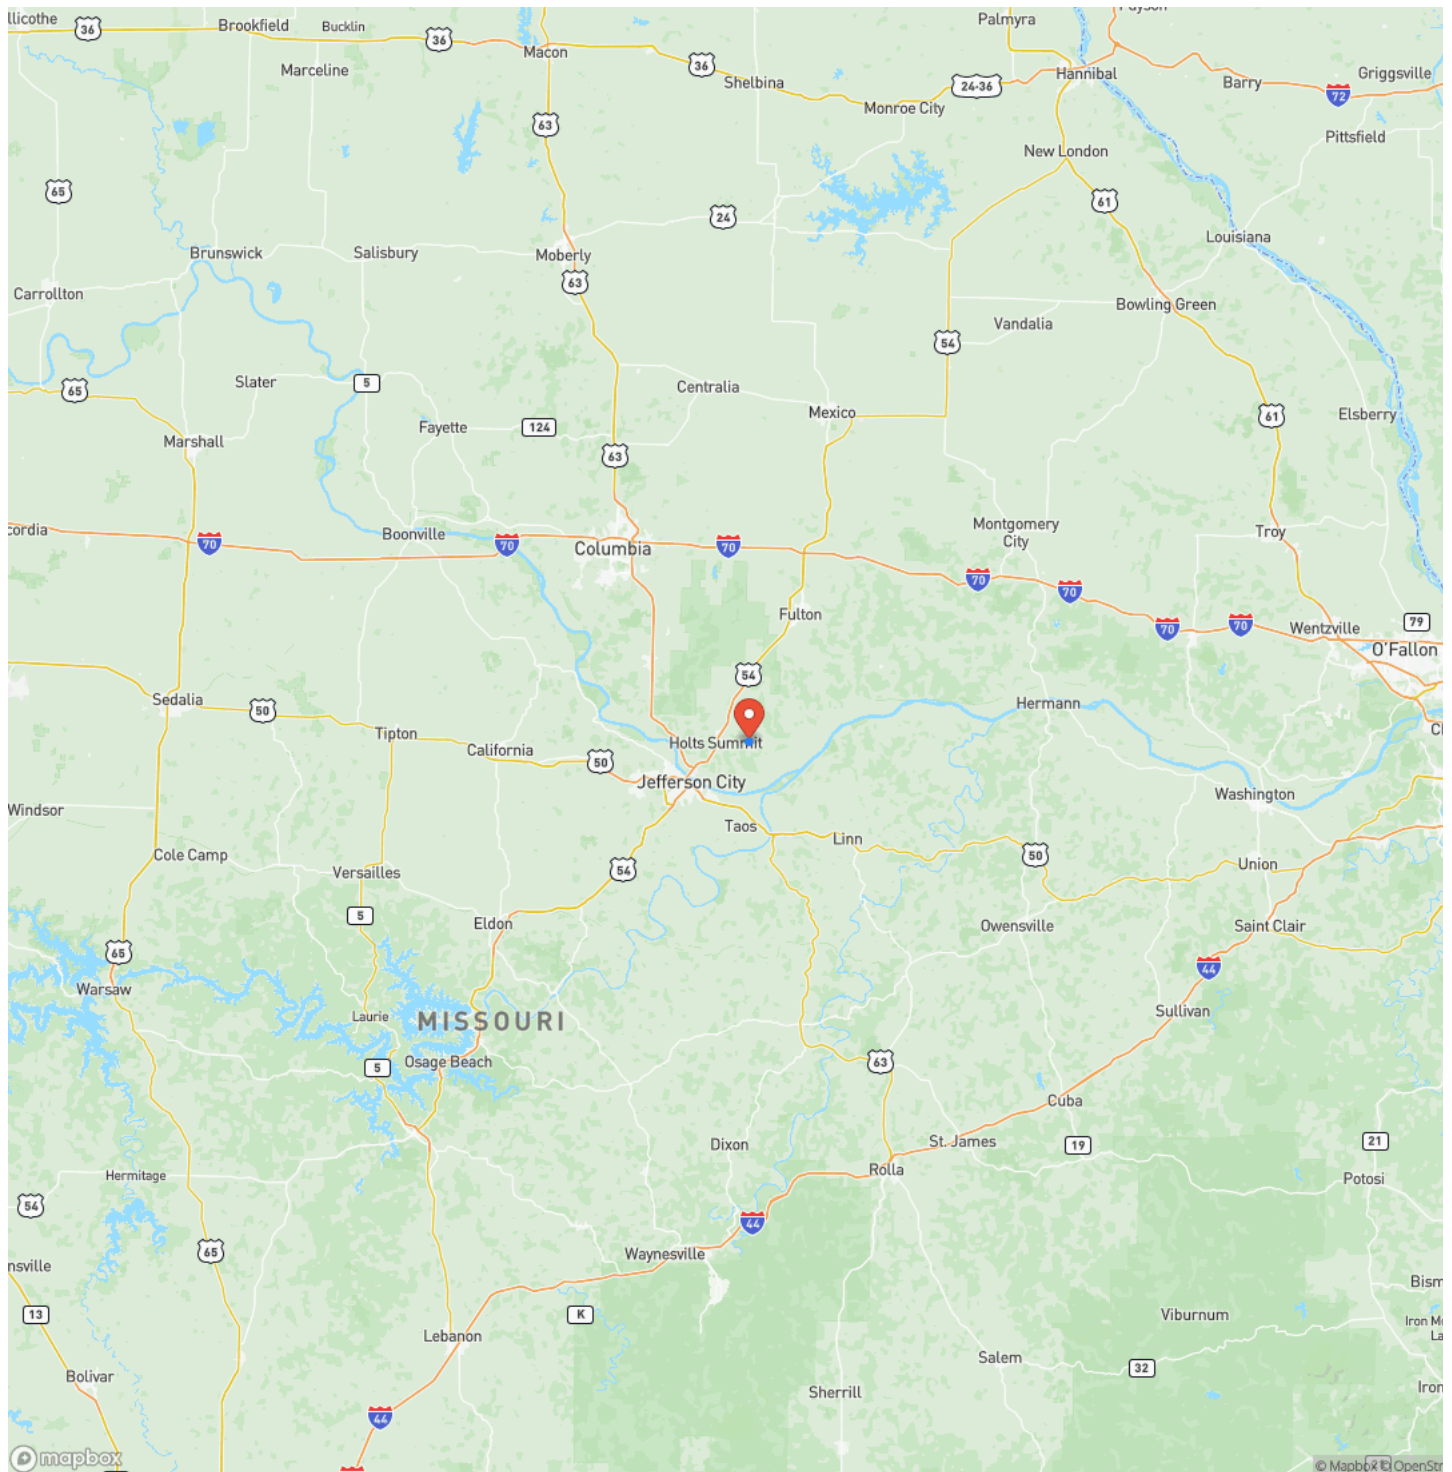 llicothe
36
Brookfield
Bucklin
36
Macon
36
Palmyra
Payson
Marceline
Shelbina
24-36
Hannibal
Barry
72
Griggsville
Monroe City
63
Pittsfield
New London
65
61
24
Louisiana
Brunswick
Salisbury
Moberly
63
Carrollton
Bowling Green
Vandalia
54
Slater
5
65
Centralia
Mexico
61
Elsberry
Fayette
124
Marshall
63
cordia
70
Boonville
70
Columbia
70
Montgomery
City
Troy
70
70
70
70
Fulton
79
Wentzville
O'Fallon
54
Sedalia
50
Hermann
Tipton
California
50
Holts Summit
Jefferson City
Washington
Windsor
Taos
Linn
50
Cole Camp
Versailles
54
Union
5
Eldon
Owensville
Saint Clair
65
44
Warsaw
Laurie
MISSOURI
Sullivan
5
Osage Beach
63
Cuba
Dixon
St. James
19
21
Hermitage
Rolla
Potosi
54
44
65
Waynesville
nsville
Bism
13
K
Viburnum
Iron Mo
La
Lebanon
Salem
32
Bolivar
Sherrill
Iron
44
mapbox
21
© Mapbox © OpenStr